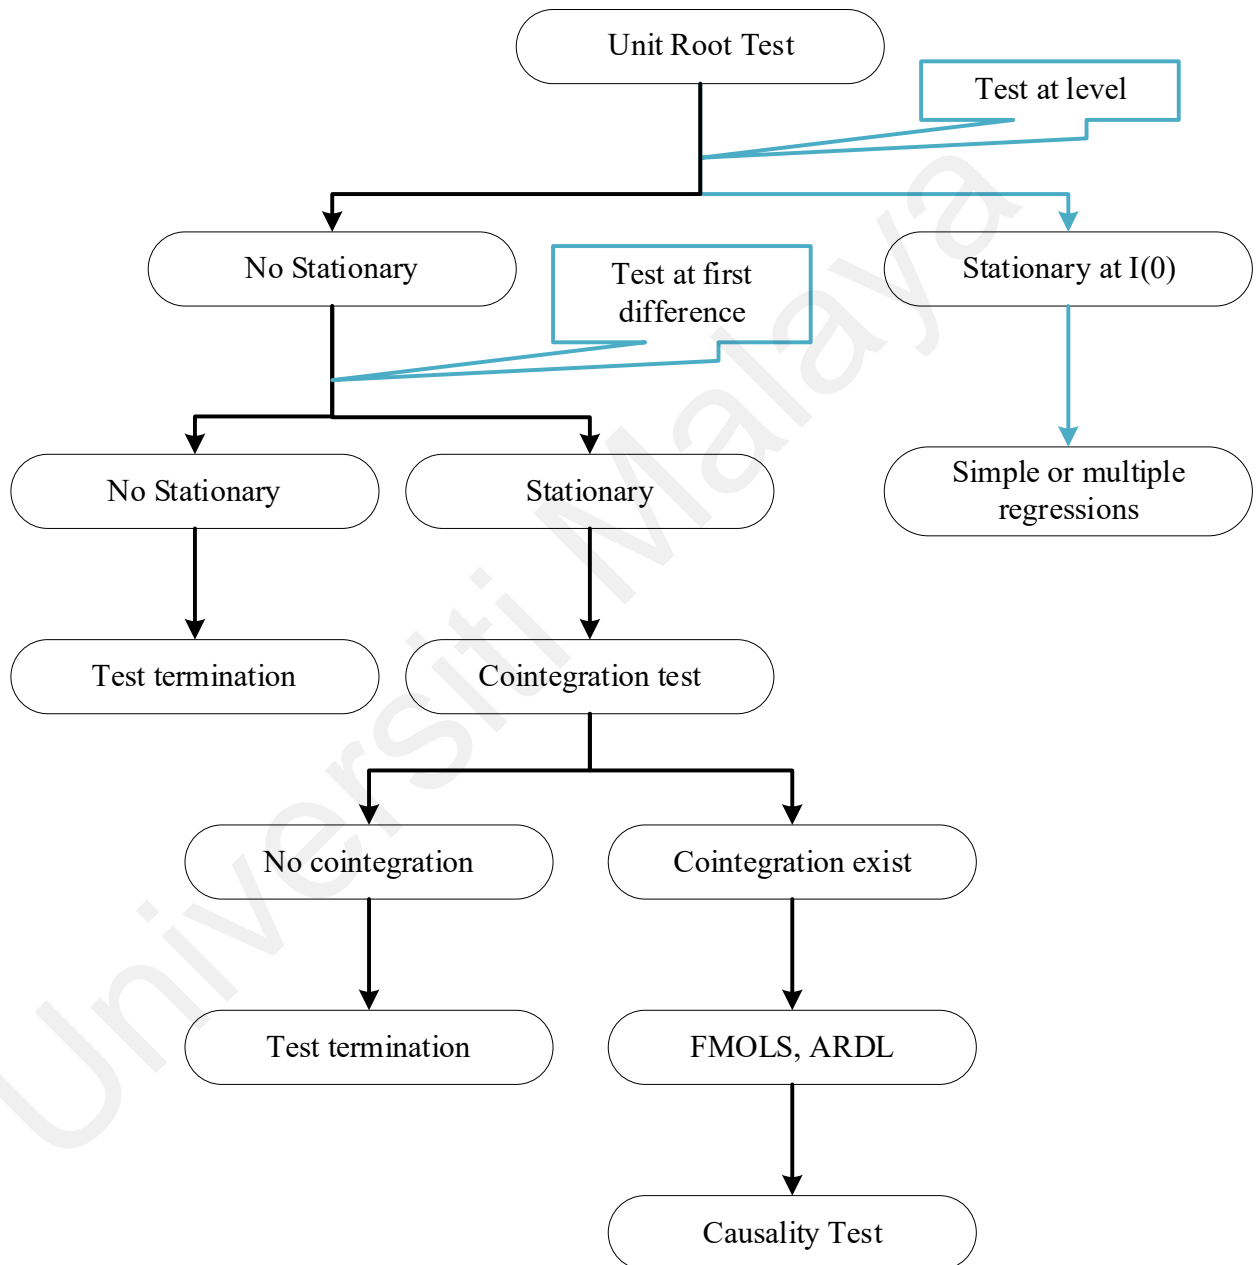 Unit Root Test
Test at level
No Stationary
Test at first
difference
Stationary at I(0)
No Stationary
Stationary
Simple or multiple
regressions
Test termination
Cointegration test
No cointegration
Cointegration exist
Test termination
FMOLS, ARDL
Causality Test
Universiti Malaya